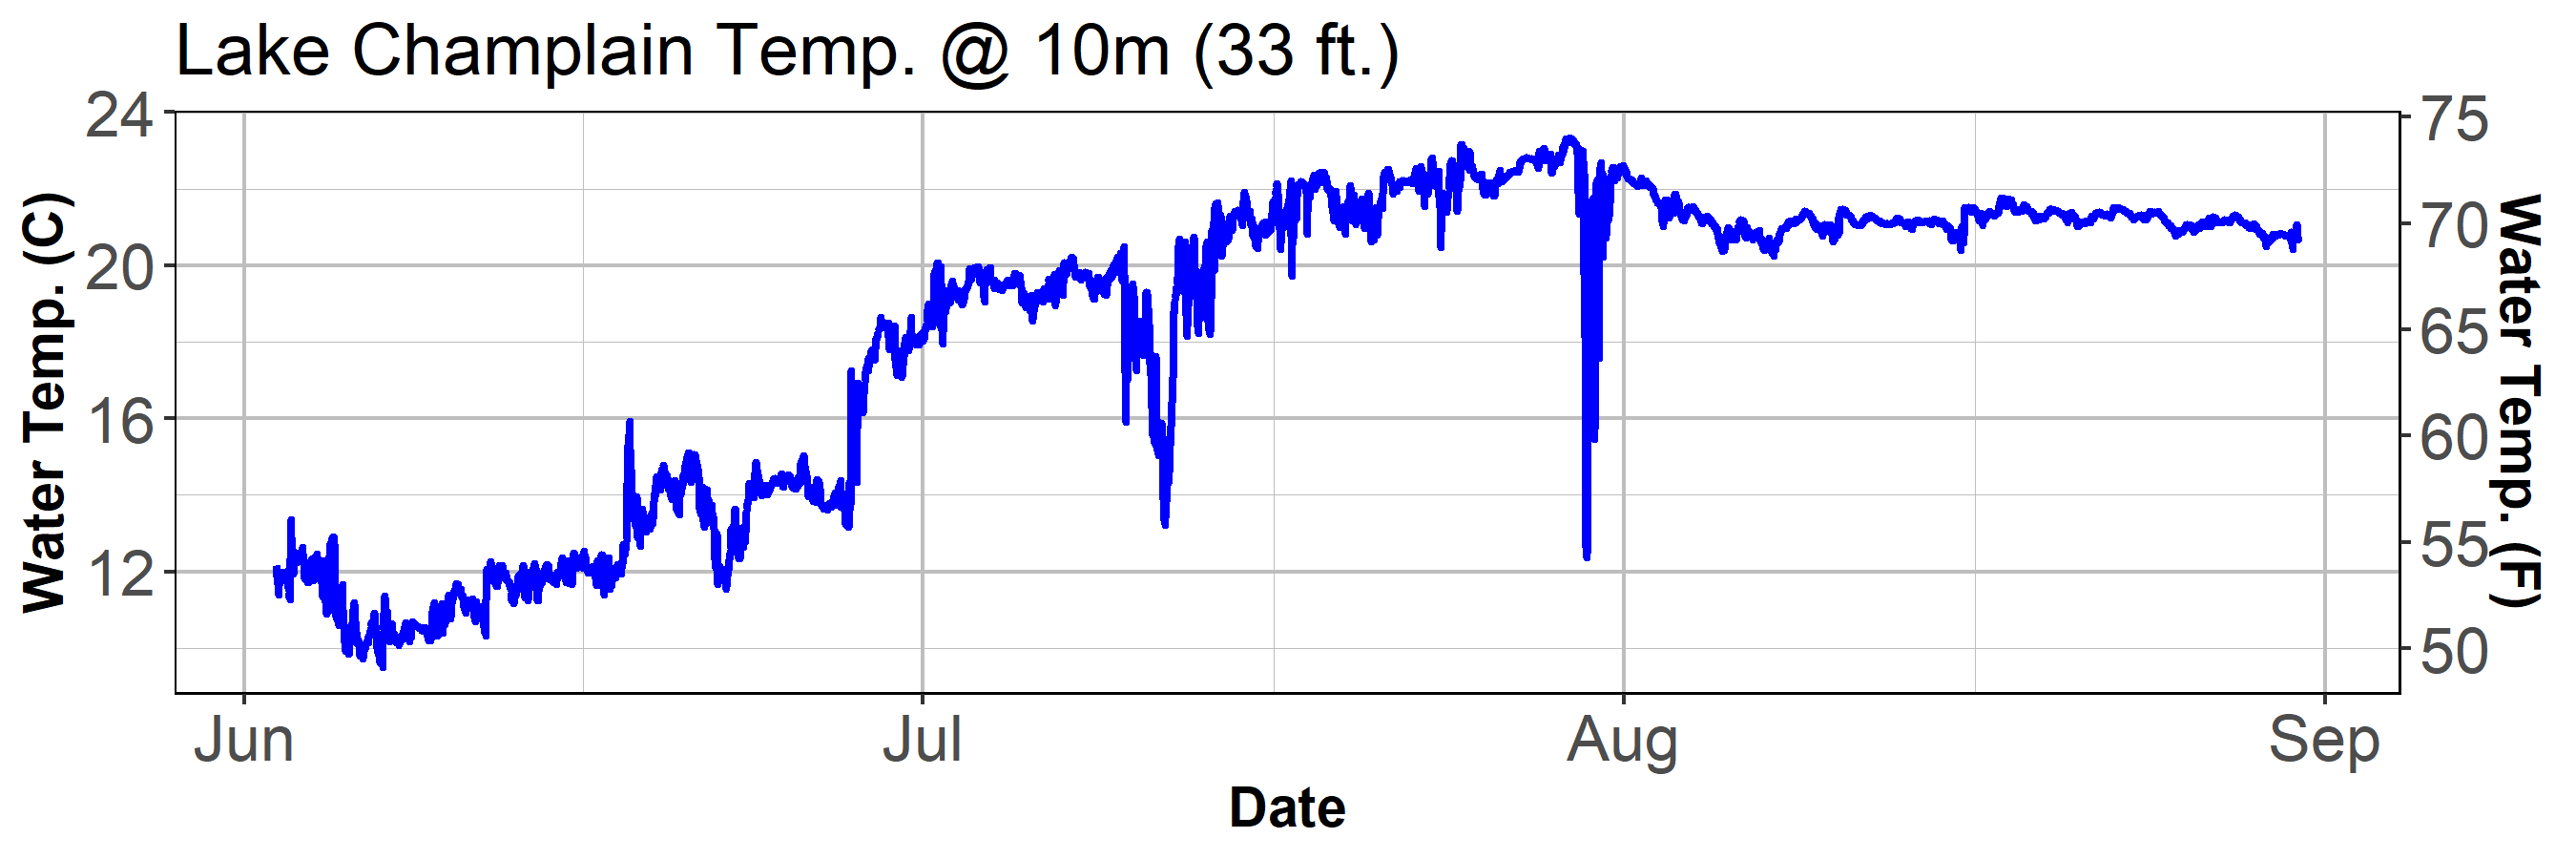 Lake Champlain Temp. @ 10m (33 ft.)
Water Temp. (C)
24
20
16
12
75
70
65
60
55
50
Water Temp. (F)
Jun
Jul
Aug
Sep
Date